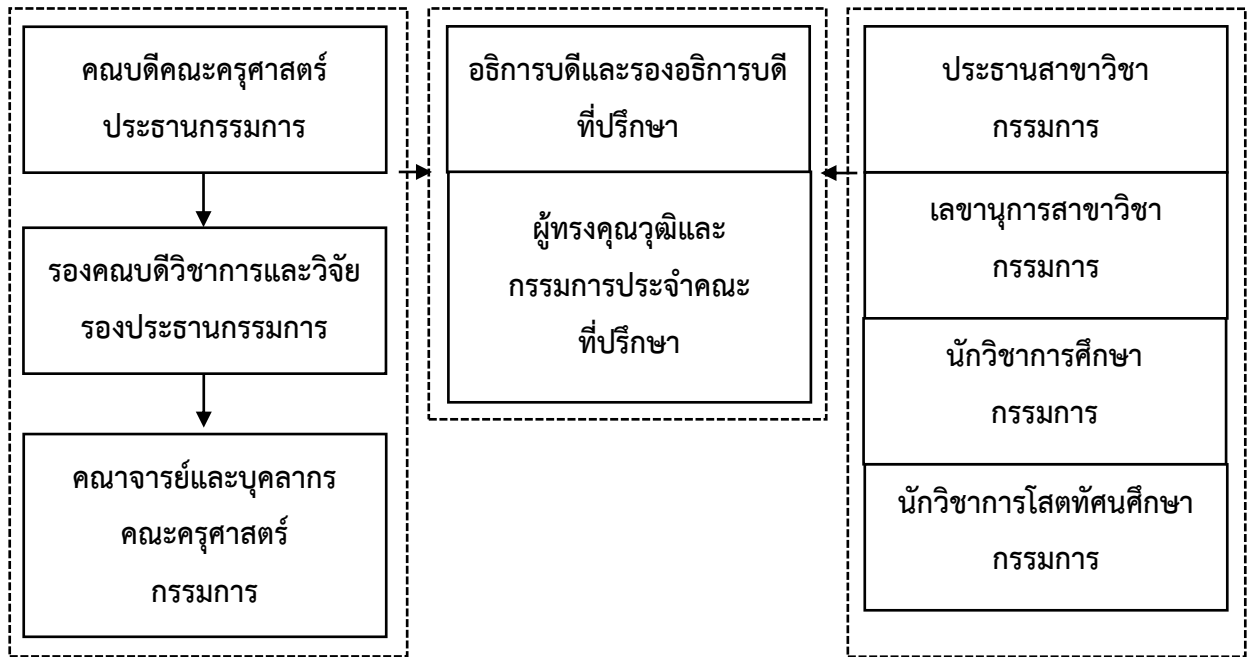 คณบดีคณะครุศาสตร์
ประธานกรรมการ
รองคณบดีวิชาการและวิจัย
รองประธานกรรมการ
คณาจารย์และบุคลากร
คณะครุศาสตร์
กรรมการ
อธิการบดีและรองอธิการบดี
ที่ปรึกษา
ผู้ทรงคุณวุฒิและ
กรรมการประจำคณะ
ที่ปรึกษา
ประธานสาขาวิชา
กรรมการ
เลขานุการสาขาวิชา
กรรมการ
นักวิชาการศึกษา
กรรมการ
นักวิชาการโสตทัศนศึกษา
กรรมการ